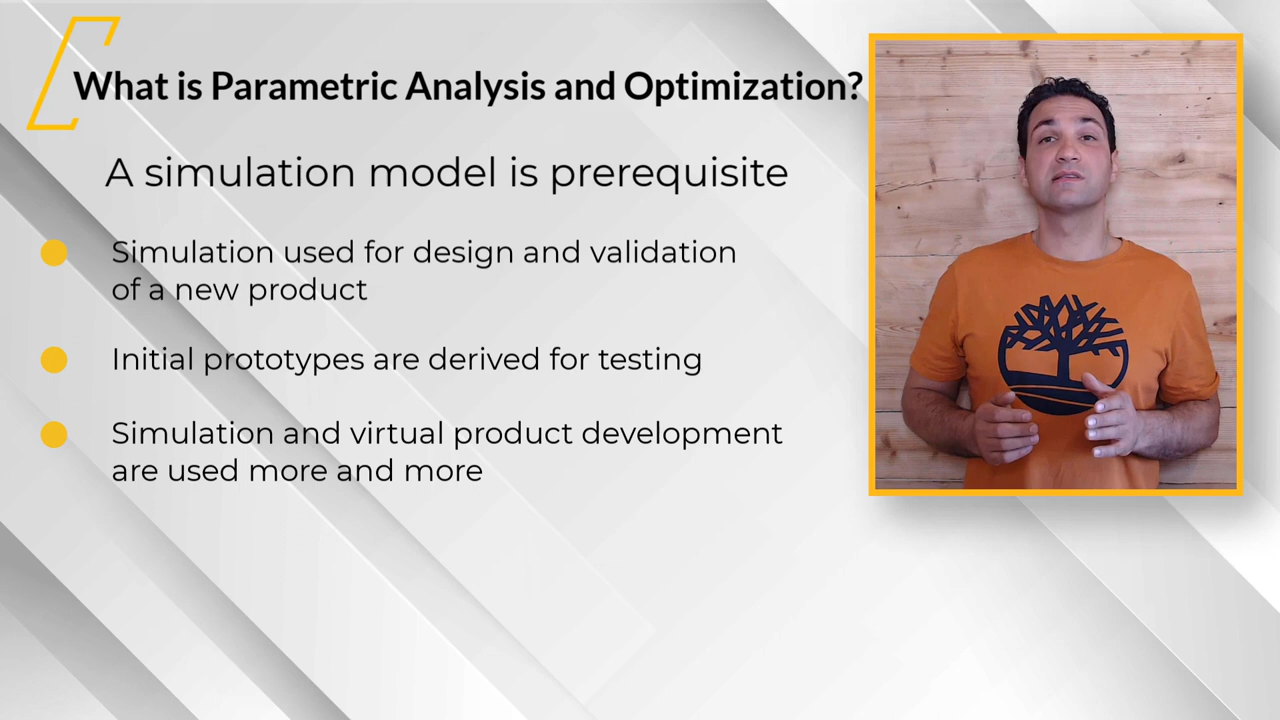 What is Parametric Analysis and Optimization?
A simulation model is prerequisite
Simulation used for design and validation
of a new product
Initial prototypes are derived for testing
Simulation and virtual product development
are used more and more